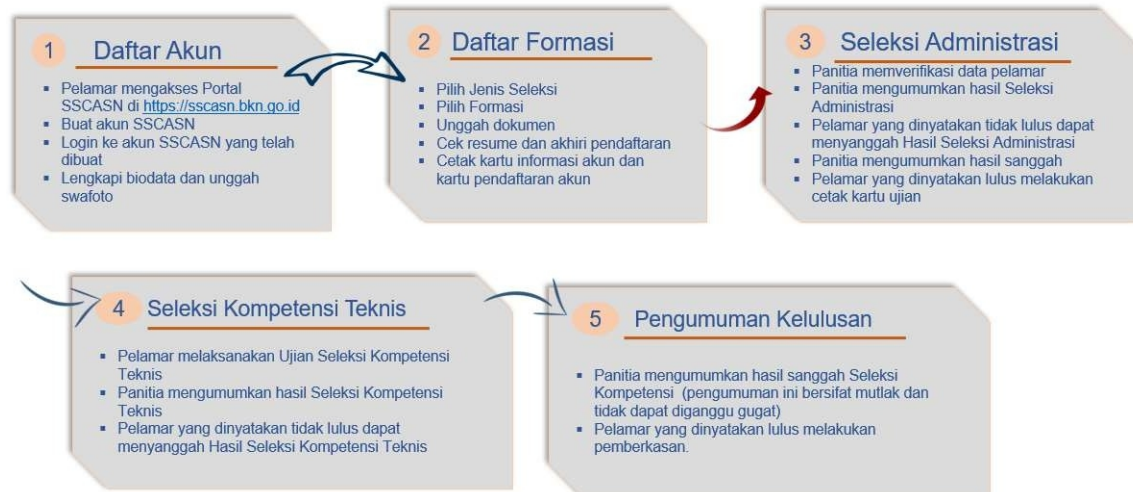 1 Daftar Akun
▪ Pelamar mengakses Portal
SSCASN di https://sscasn.bkn.go.id
▪ Buat akun SSCASN
▪ Login ke akun SSCASN yang telah
dibuat
▪ Lengkapi biodata dan unggah
swafoto
2 Daftar Formasi
▪ Pilih Jenis Seleksi
▪ Pilih Formasi
▪ Unggah dokumen
▪ Cek resume dan akhiri pendaftaran
▪ Cetak kartu informasi akun dan
kartu pendaftaran akun
3 Seleksi Administrasi
▪ Panitia memverifikasi data pelamar
▪ Panitia mengumumkan hasil Seleksi
Administrasi
▪ Pelamar yang dinyatakan tidak lulus dapat
menyanggah Hasil Seleksi Administrasi
▪ Panitia mengumumkan hasil sanggah
▪ Pelamar yang dinyatakan lulus melakukan
cetak kartu ujian
4 Seleksi Kompetensi Teknis
▪ Pelamar melaksanakan Ujian Seleksi Kompetensi
Teknis
▪ Panitia mengumumkan hasil Seleksi Kompetensi
Teknis
▪ Pelamar yang dinyatakan tidak lulus dapat
menyanggah Hasil Seleksi Kompetensi Teknis
5 Pengumuman Kelulusan
▪ Panitia mengumumkan hasil sanggah Seleksi
Kompetensi (pengumuman ini bersifat mutlak dan
tidak dapat diganggu gugat)
▪ Pelamar yang dinyatakan lulus melakukan
pemberkasan.